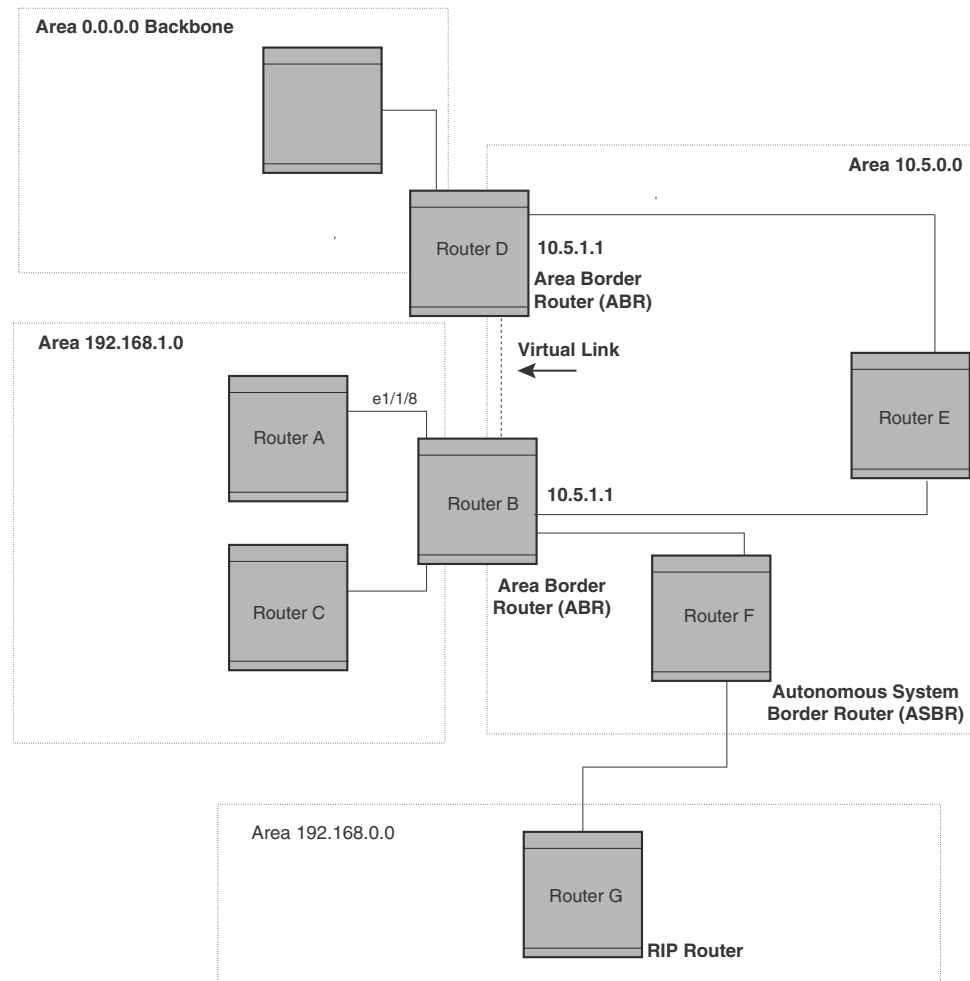 Area 0.0.0.0 Backbone
Area 10.5.0.0
Router D
10.5.1.1
Area Border
Router (ABR)
Area 192.168.1.0
Virtual Link
e1/1/8
Router A
Router E
Router B
10.5.1.1
Area Border
Router (ABR)
Router C
Router F
Autonomous System
Border Router (ASBR)
Area 192.168.0.0
Router G
RIP Router